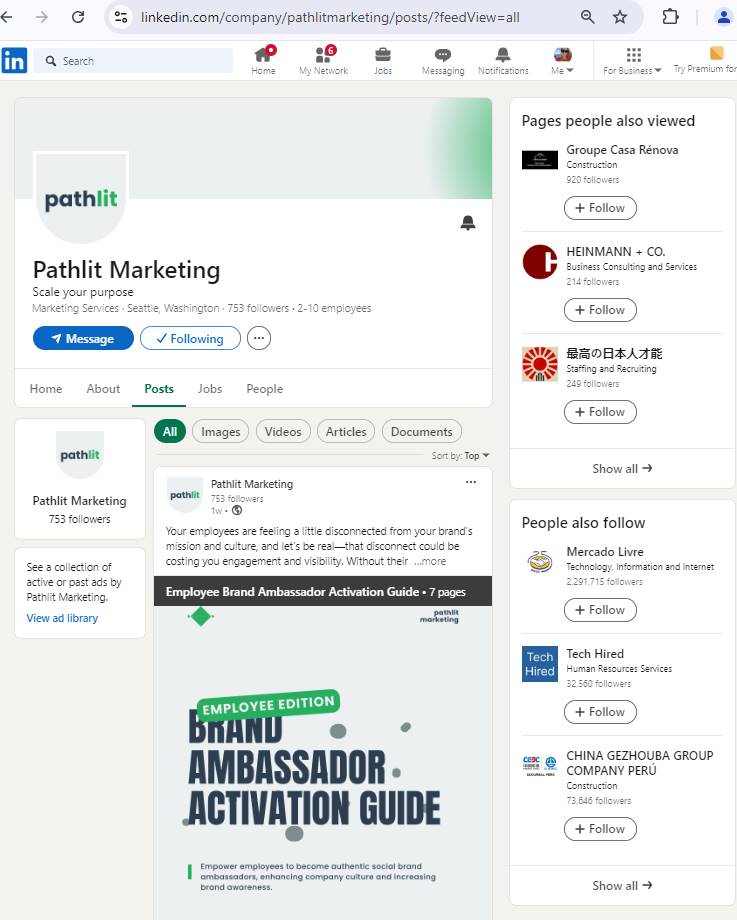 linkedin.com/company/pathlitmarketing/posts/?feedView=all
in
Search
Home
6
My Network
Jobs
Messaging
Notifications
Me
For Business
Try Premium for
pathlit
Pathlit Marketing
Scale your purpose
Marketing Services · Seattle, Washington · 753 followers · 2-10 employees
Message
Following
Home
About
Posts
Jobs
People
pathlit
Pathlit Marketing
753 followers
See a collection of
active or past ads by
Pathlit Marketing.
View ad library
All
Images
Videos
Articles
Documents
Sort by: Top
pathlit
Pathlit Marketing
753 followers
1w •
Your employees are feeling a little disconnected from your brand's
mission and culture, and let's be real—that disconnect could be
costing you engagement and visibility. Without their ...more
Employee Brand Ambassador Activation Guide • 7 pages
pathlit
marketing
EMPLOYEE EDITION
BRAND
AMBASSADOR
ACTIVATION GUIDE
Empower employees to become authentic social brand
ambassadors, enhancing company culture and increasing
brand awareness.
Pages people also viewed
Groupe Casa Rénova
Construction
920 followers
+ Follow
HEINMANN + CO.
Business Consulting and Services
214 followers
+ Follow
最高の日本人才能
Staffing and Recruiting
249 followers
+ Follow
Show all →
People also follow
Mercado Livre
Technology, Information and Internet
2,291,715 followers
+ Follow
Tech
Hired
Tech Hired
Human Resources Services
32,560 followers
+ Follow
CHINA GEZHOUBA GROUP
COMPANY PERÚ
Construction
73,646 followers
+ Follow
Show all →